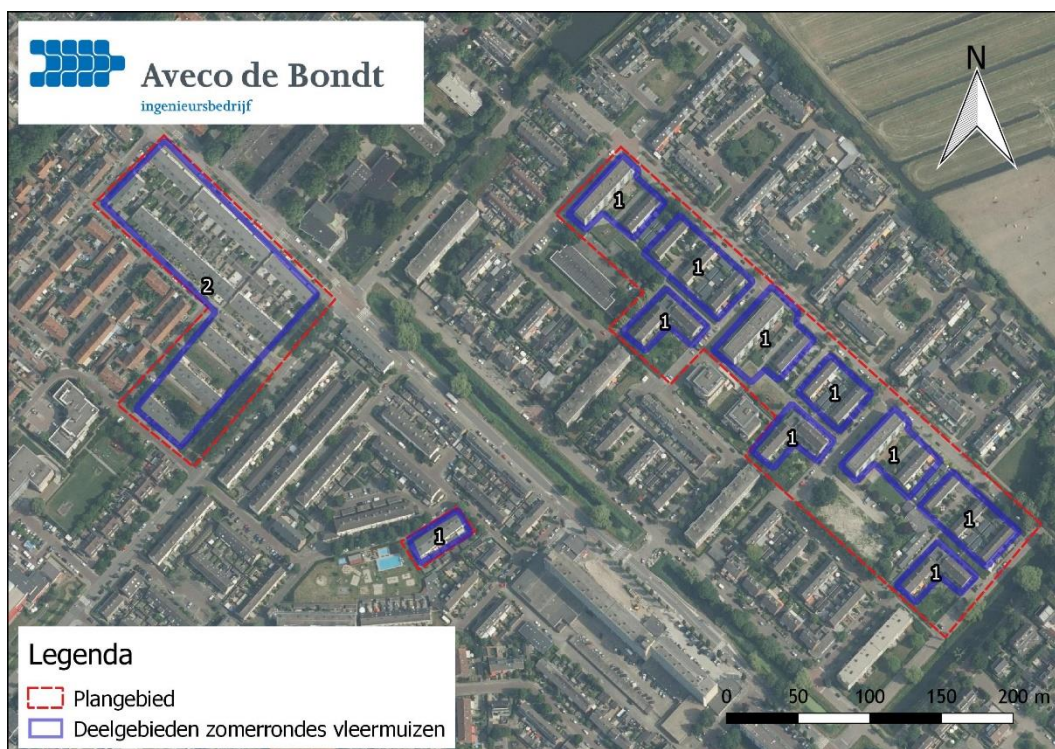 Aveco de Bondt
ingenieursbedrijf
N
1
1
2
1
1
1
1
1
1
1
1
Legenda
Plangebied
Deelgebieden zomerrondes vleermuizen
0 50 100 150 200 m